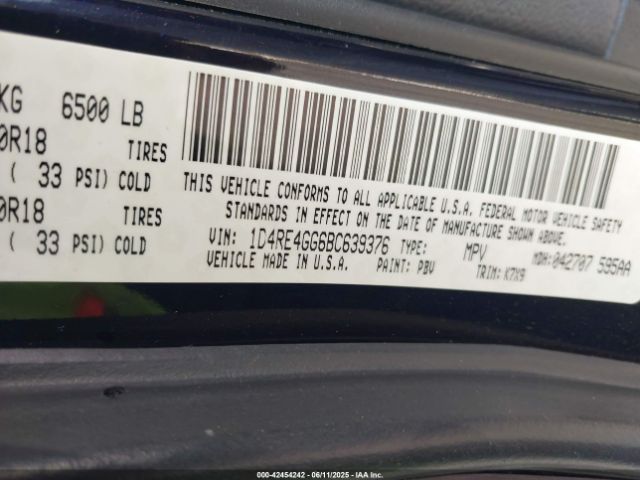 KG 6500 LB
0R18 TIRES
( 33 PSI) COLD
0R18 TIRES
( 33 PSI) COLD
THIS VEHICLE CONFORMS TO ALL APPLICABLE U.S.A. FEDERAL MOTOR VEHICLE SAFETY
STANDARDS IN EFFECT ON THE DATE OF MANUFACTURE SHOWN ABOVE.
VIN: 1D4RE4GG6BC639376 TYPE: MPV MDH:042707 595AA
VEHICLE MADE IN U.S.A. PAINT: PBV TRIM: K7X9
000-42454242 - 06/11/2025 - IAA Inc.